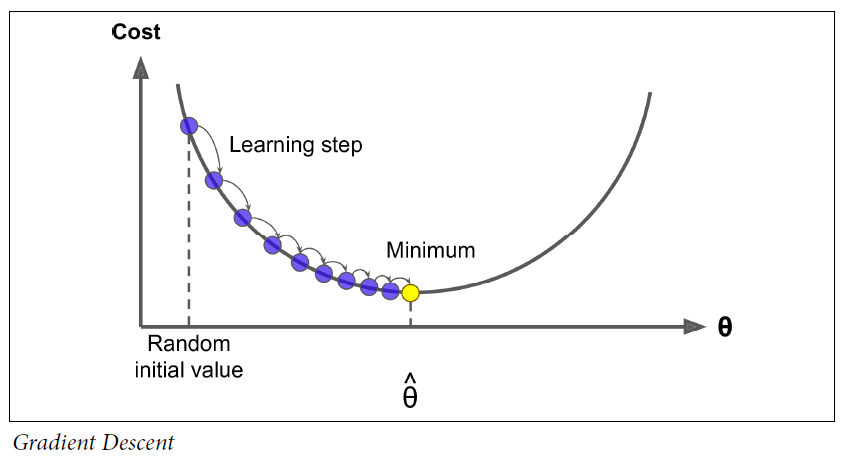 Cost
Learning step
Minimum
θ
Random
initial value
θ̂
Gradient Descent